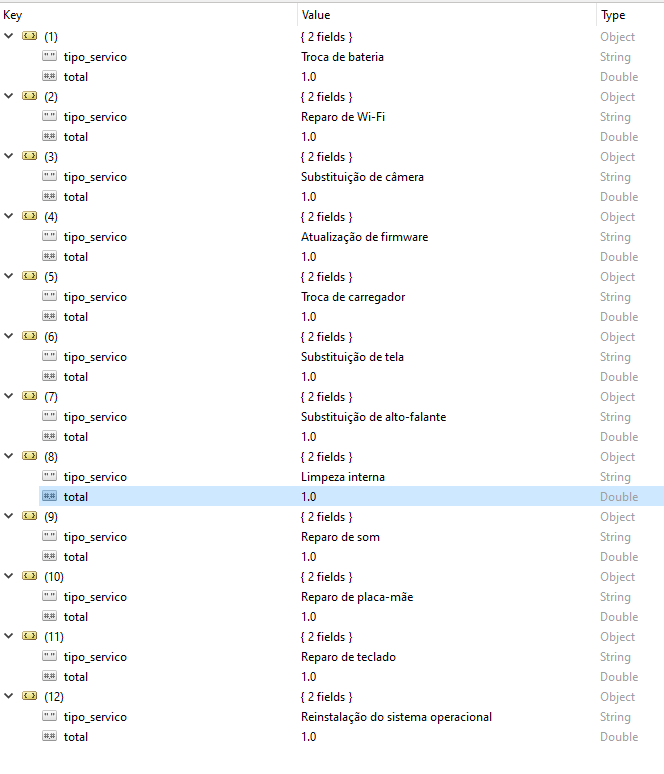 Key Value Type
(1) { 2 fields } Object
tipo_servico Troca de bateria String
total 1.0 Double
(2) { 2 fields } Object
tipo_servico Reparo de Wi-Fi String
total 1.0 Double
(3) { 2 fields } Object
tipo_servico Substituição de câmera String
total 1.0 Double
(4) { 2 fields } Object
tipo_servico Atualização de firmware String
total 1.0 Double
(5) { 2 fields } Object
tipo_servico Troca de carregador String
total 1.0 Double
(6) { 2 fields } Object
tipo_servico Substituição de tela String
total 1.0 Double
(7) { 2 fields } Object
tipo_servico Substituição de alto-falante String
total 1.0 Double
(8) { 2 fields } Object
tipo_servico Limpeza interna String
total 1.0 Double
(9) { 2 fields } Object
tipo_servico Reparo de som String
total 1.0 Double
(10) { 2 fields } Object
tipo_servico Reparo de placa-mãe String
total 1.0 Double
(11) { 2 fields } Object
tipo_servico Reparo de teclado String
total 1.0 Double
(12) { 2 fields } Object
tipo_servico Reinstalação do sistema operacional String
total 1.0 Double